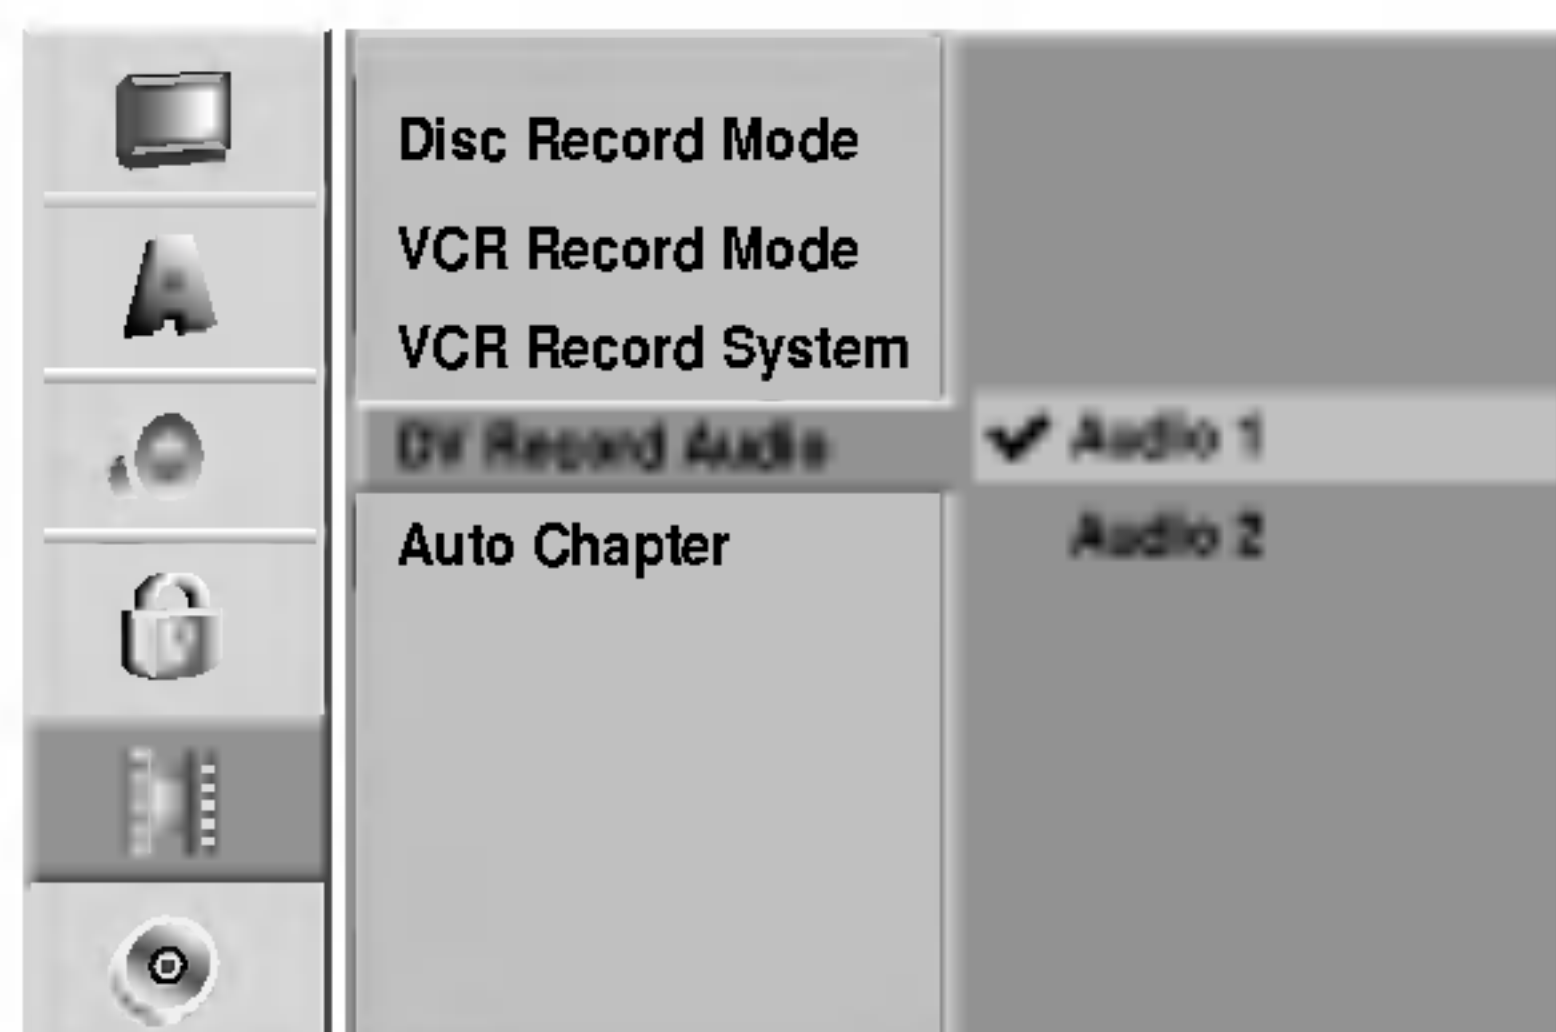 Disc Record Mode
VCR Record Mode
VCR Record System
DV Record Audio
Auto Chapter
✔ Audio 1
Audio 2